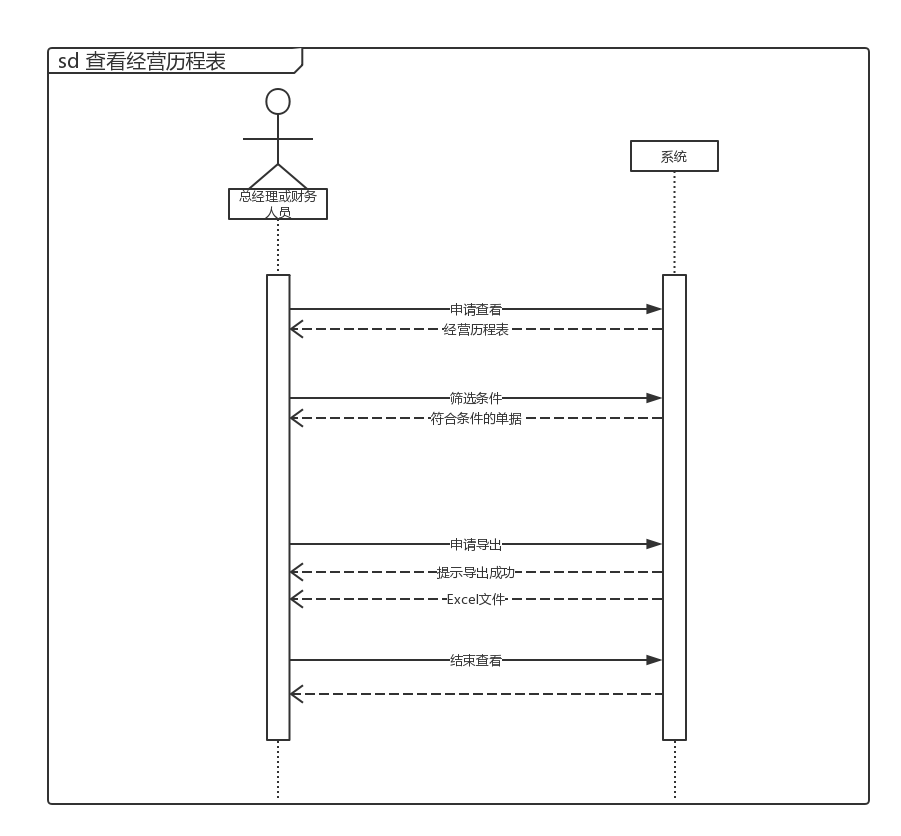 sd 查看经营历程表
系统
总经理或财务
人员
申请查看
经营历程表
筛选条件
符合条件的单据
申请导出
提示导出成功
Excel文件
结束查看